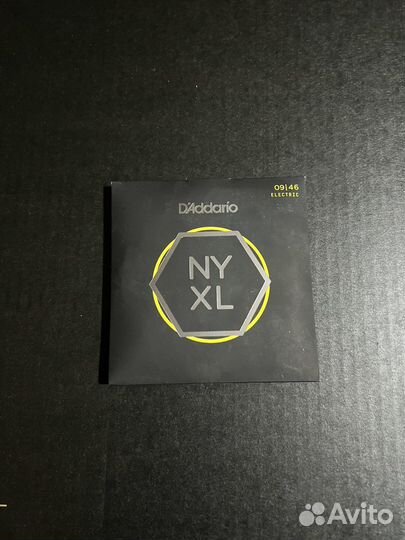 09|46
ELECTRIC
D'Addario
NY
XL
Avito